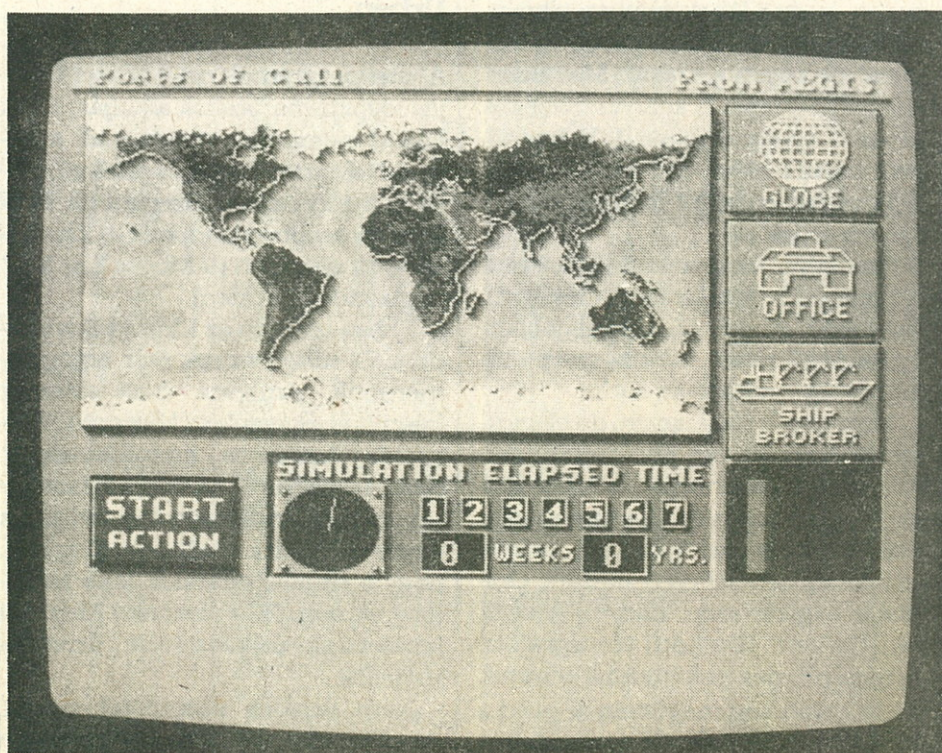 Ports of Call
From AEGIS
GLOBE
OFFICE
SHIP
BROKER
START
ACTION
SIMULATION ELAPSED TIME
1 2 3 4 5 6 7
0 WEEKS 0 YRS.